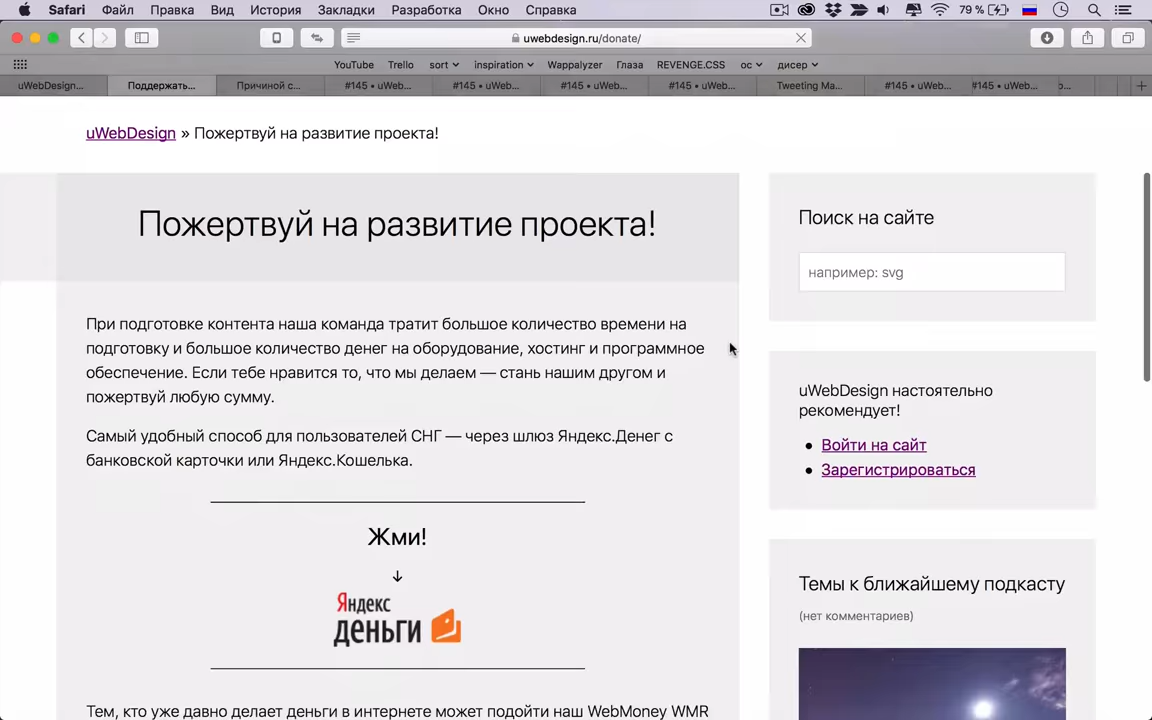 Safari Файл Правка Вид История Закладки Разработка Окно Справка 79 %
uwebdesign.ru/donate/
YouTube Trello sort inspiration Wappalyzer Глаза REVENGE.CSS ос дисер
uWebDesign... Поддержать... Причиной с... #145 • uWeb... #145 • uWeb... #145 • uWeb... #145 • uWeb... Tweeting Ma... #145 • uWeb... #145 • uWeb...
uWebDesign » Пожертвуй на развитие проекта!
Пожертвуй на развитие проекта!
При подготовке контента наша команда тратит большое количество времени на
подготовку и большое количество денег на оборудование, хостинг и программное
обеспечение. Если тебе нравится то, что мы делаем — стань нашим другом и
пожертвуй любую сумму.
Самый удобный способ для пользователей СНГ — через шлюз Яндекс.Денег с
банковской карточки или Яндекс.Кошелька.
Жми!
↓
Яндекс
деньги
Тем, кто уже давно делает деньги в интернете может подойти наш WebMoney WMR
Поиск на сайте
например: svg
uWebDesign настоятельно
рекомендует!
Войти на сайт
Зарегистрироваться
Темы к ближайшему подкасту
(нет комментариев)